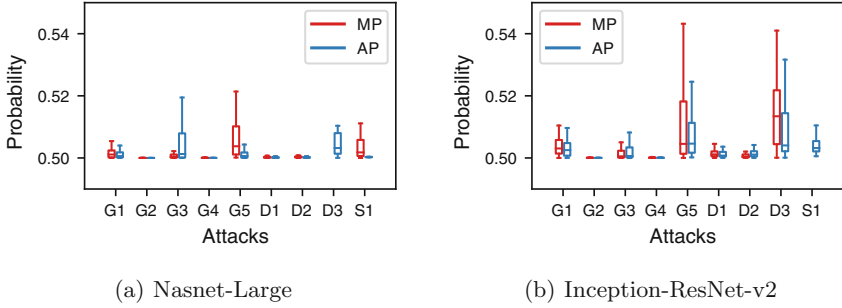 MP
AP
0.54
0.52
0.50
Probability
G1 G2 G3 G4 G5 D1 D2 D3 S1
Attacks
(a) Nasnet-Large
MP
AP
0.54
0.52
0.50
Probability
G1 G2 G3 G4 G5 D1 D2 D3 S1
Attacks
(b) Inception-ResNet-v2